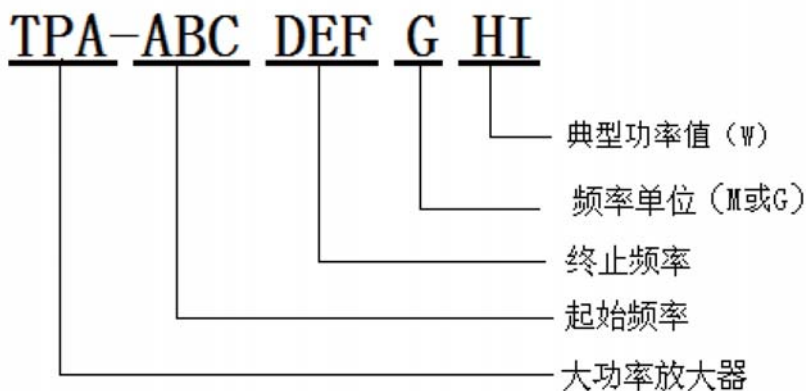 TPA-ABC DEF G HI
典型功率值（W）
频率单位（M或G）
终止频率
起始频率
大功率放大器